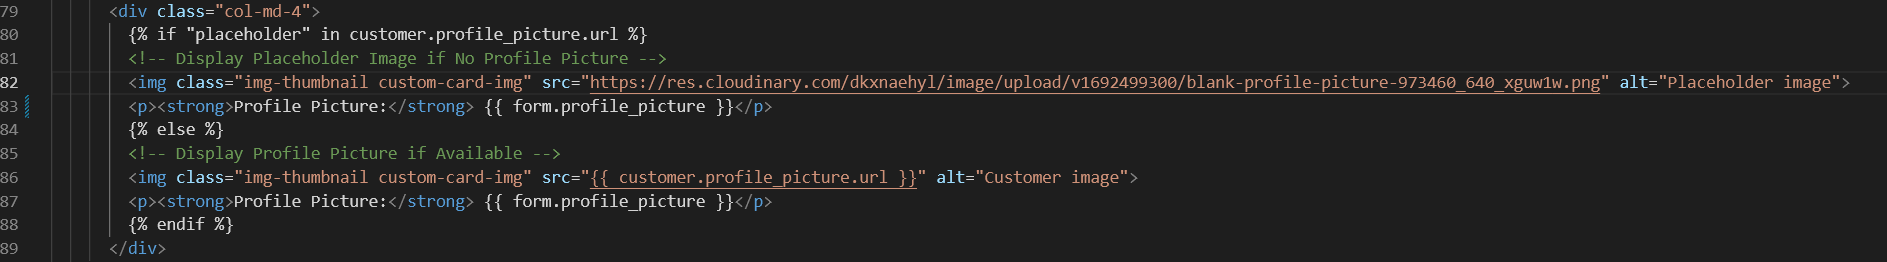 79 <div class="col-md-4">
80 {% if "placeholder" in customer.profile_picture.url %}
81 <!-- Display Placeholder Image if No Profile Picture -->
82 <img class="img-thumbnail custom-card-img" src="https://res.cloudinary.com/dkxnaehyl/image/upload/v1692499300/blank-profile-picture-973460_640_xguw1w.png" alt="Placeholder image">
83 <p><strong>Profile Picture:</strong> {{ form.profile_picture }}</p>
84 {% else %}
85 <!-- Display Profile Picture if Available -->
86 <img class="img-thumbnail custom-card-img" src="{{ customer.profile_picture.url }}" alt="Customer image">
87 <p><strong>Profile Picture:</strong> {{ form.profile_picture }}</p>
88 {% endif %}
89 </div>